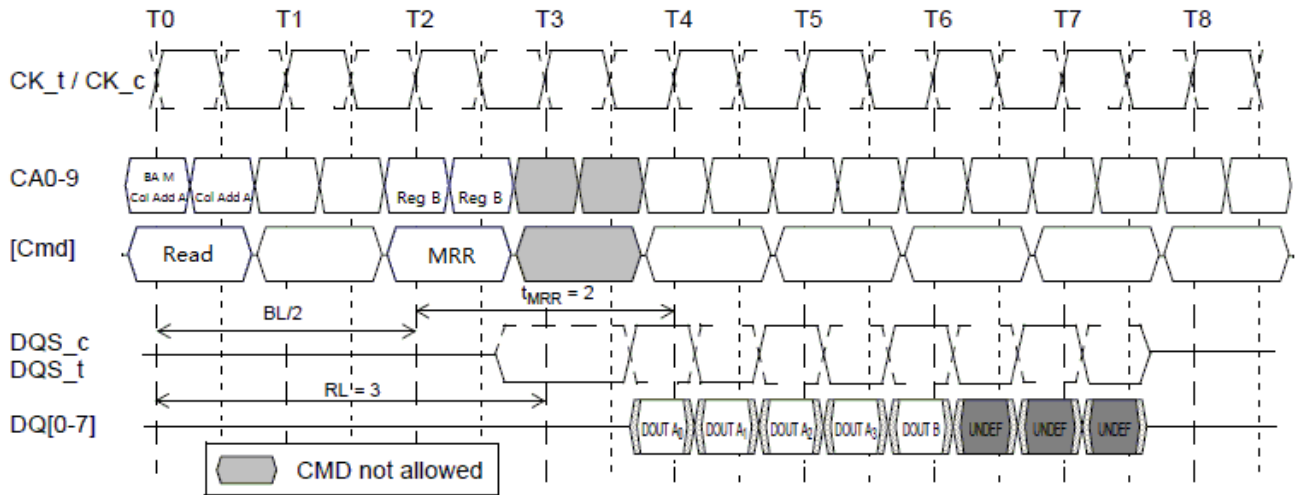 T0 T1 T2 T3 T4 T5 T6 T7 T8
CK_t / CK_c
CA0-9
BA M
Col Add A Col Add A Reg B Reg B
[Cmd] Read MRR
tMRR = 2
BL/2
DQS_c
DQS_t
RL = 3
DQ[0-7] DOUT A0 DOUT A1 DOUT A2 DOUT A3 DOUT B UNDEF UNDEF UNDEF
CMD not allowed